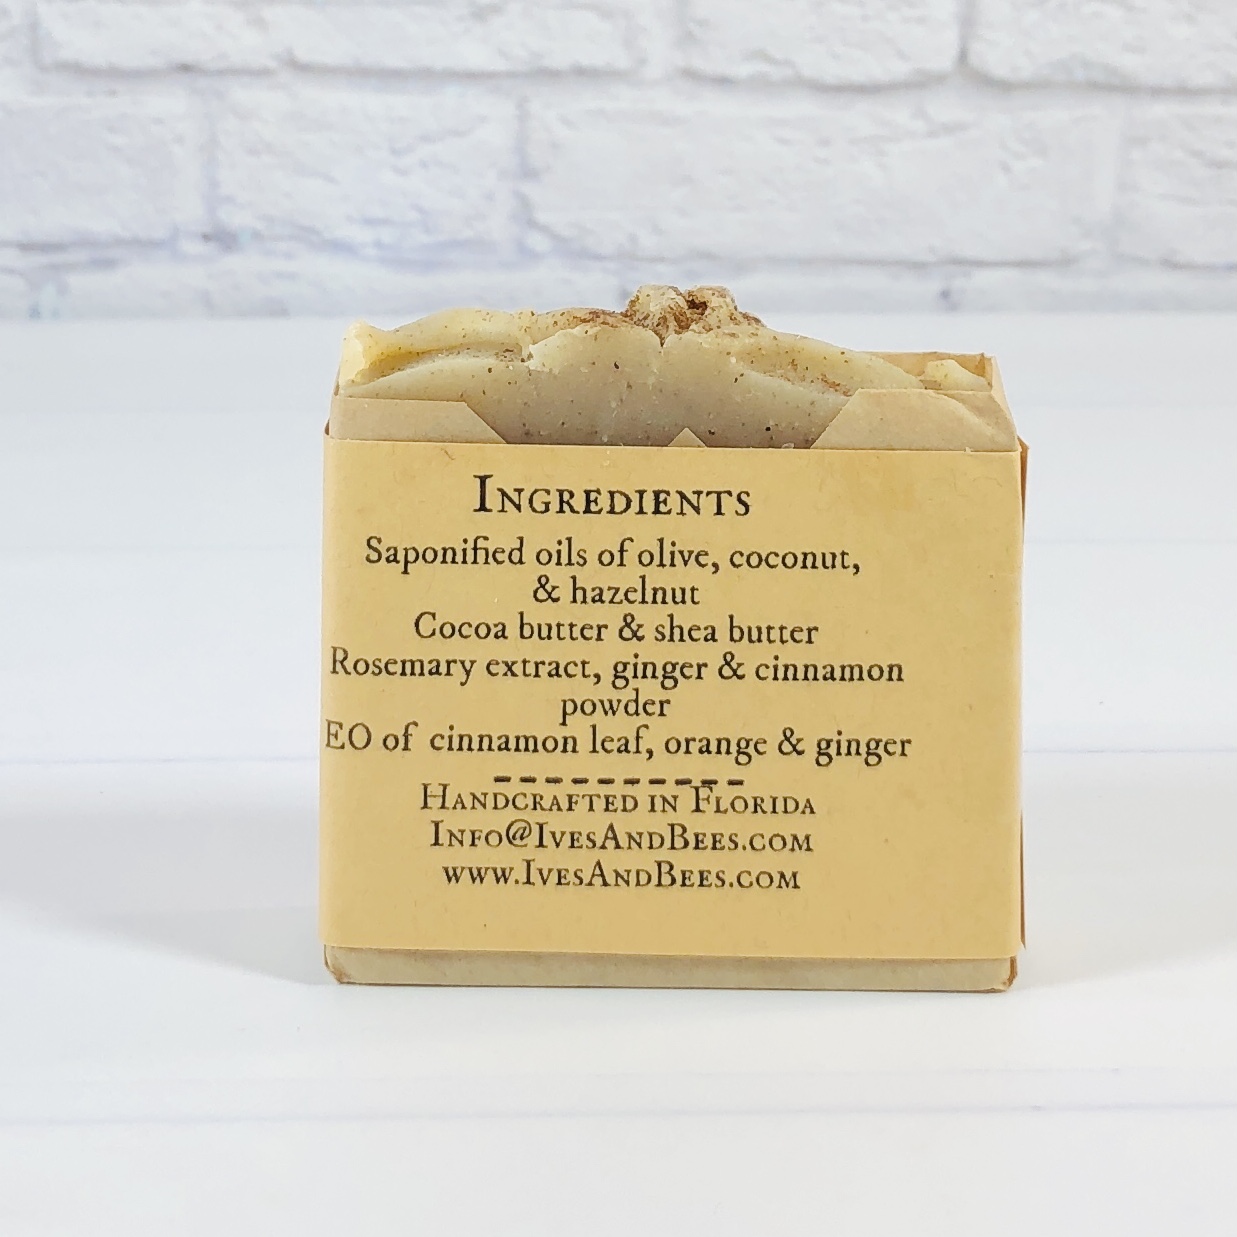 Ingredients
Saponified oils of olive, coconut,
& hazelnut
Cocoa butter & shea butter
Rosemary extract, ginger & cinnamon
powder
EO of cinnamon leaf, orange & ginger
----------
Handcrafted in Florida
Info@IvesAndBees.com
www.IvesAndBees.com